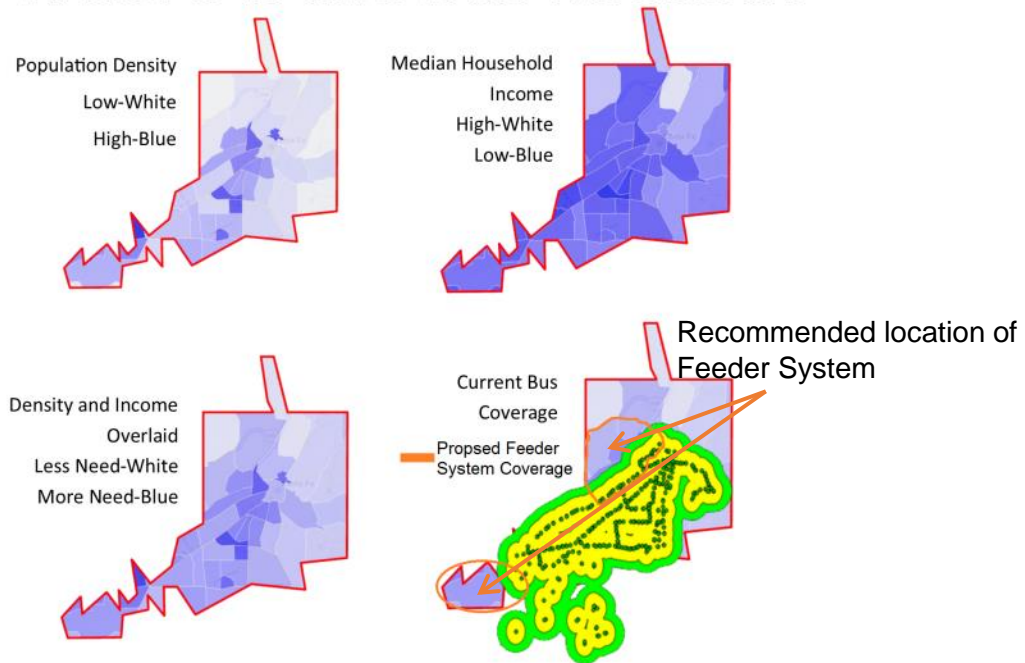 Population Density
Low-White
High-Blue
Median Household
Income
High-White
Low-Blue
Density and Income
Overlaid
Less Need-White
More Need-Blue
Recommended location of
Feeder System
Current Bus
Coverage
Propsed Feeder
System Coverage